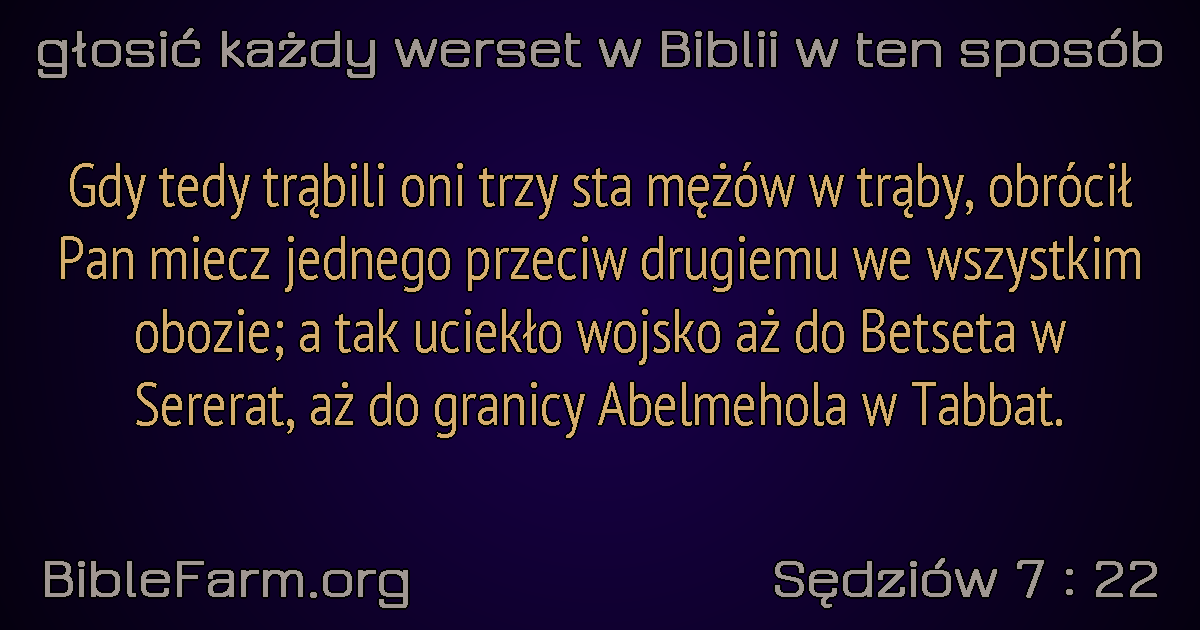 głosić każdy werset w Biblii w ten sposób
Gdy tedy trąbili oni trzy sta mężów w trąby, obrócił
Pan miecz jednego przeciw drugiemu we wszystkim
obozie; a tak uciekło wojsko aż do Betseta w
Sererat, aż do granicy Abelmehola w Tabbat.
BibleFarm.org
Sędziów 7 : 22